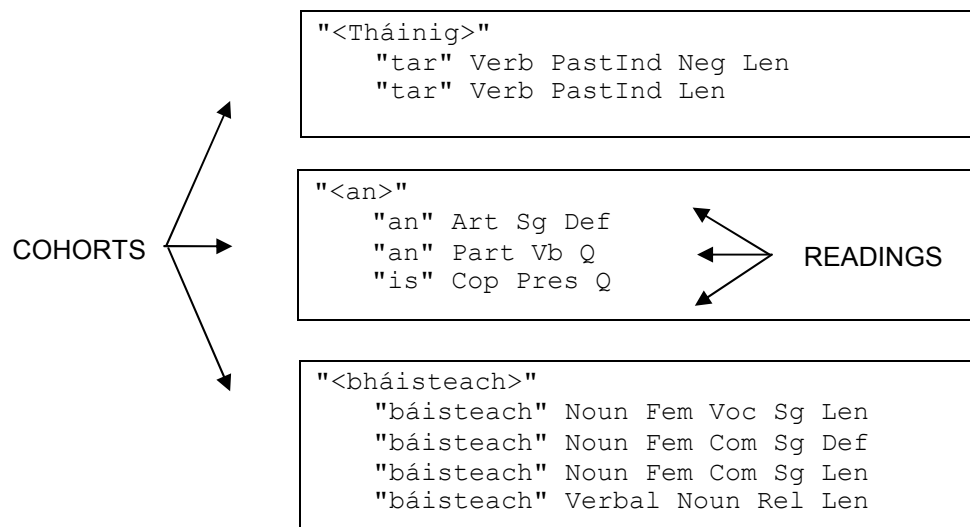 "<Tháinig>"
"tar" Verb PastInd Neg Len
"tar" Verb PastInd Len
COHORTS
"<an>"
"an" Art Sg Def
"an" Part Vb Q
"is" Cop Pres Q
READINGS
"<bháisteach>"
"báisteach" Noun Fem Voc Sg Len
"báisteach" Noun Fem Com Sg Def
"báisteach" Noun Fem Com Sg Len
"báisteach" Verbal Noun Rel Len